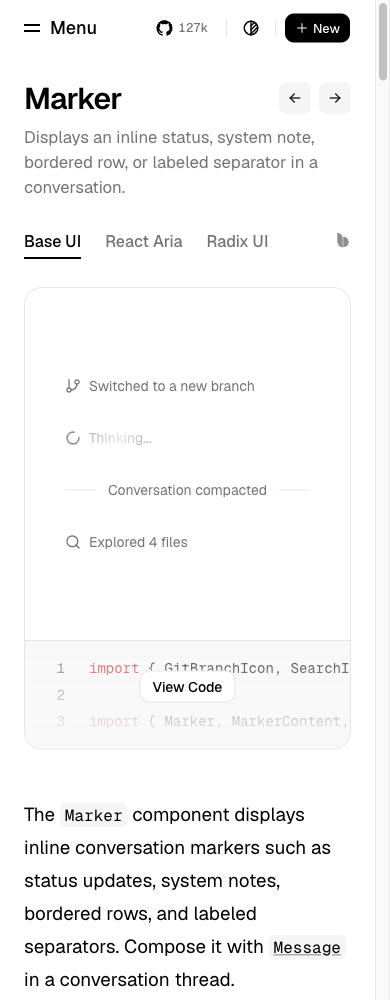 Menu
127k
+ New
Marker
Displays an inline status, system note,
bordered row, or labeled separator in a
conversation.
Base UI
React Aria
Radix UI
Switched to a new branch
Thinking...
Conversation compacted
Explored 4 files
1 import { GitBranchIcon, SearchI
2
View Code
3 import { Marker, MarkerContent,
The Marker component displays
inline conversation markers such as
status updates, system notes,
bordered rows, and labeled
separators. Compose it with Message
in a conversation thread.